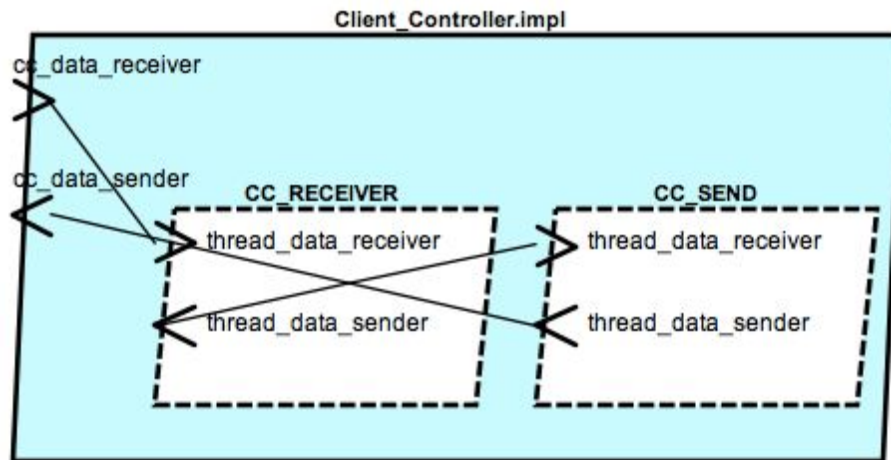 Client_Controller.impl
cc_data_receiver
cc_data_sender
CC_RECEIVER
CC_SEND
thread_data_receiver
thread_data_receiver
thread_data_sender
thread_data_sender